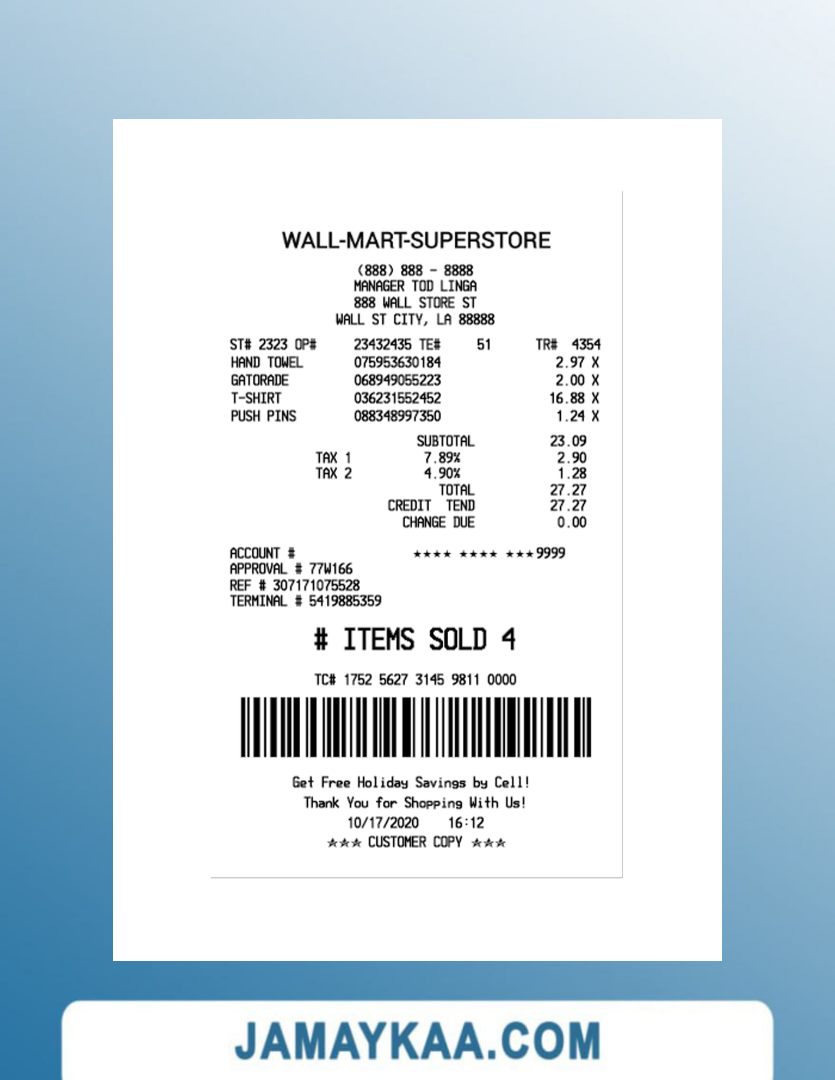 WALL-MART-SUPERSTORE
(888) 888 - 8888
MANAGER TOD LINGA
888 WALL STORE ST
WALL ST CITY, LA 88888
ST# 2323 OP# 23432435 TE# 51 TR# 4354
HAND TOWEL 075953630184 2.97 X
GATORADE 068949055223 2.00 X
T-SHIRT 036231552452 16.88 X
PUSH PINS 088348997350 1.24 X
SUBTOTAL 23.09
TAX 1 7.89% 2.90
TAX 2 4.90% 1.28
TOTAL 27.27
CREDIT TEND 27.27
CHANGE DUE 0.00
ACCOUNT # ★★★★ ★★★★ ★★★9999
APPROVAL # 77W166
REF # 307171075528
TERMINAL # 5419885359
# ITEMS SOLD 4
TC# 1752 5627 3145 9811 0000
Get Free Holiday Savings by Cell!
Thank You for Shopping With Us!
10/17/2020 16:12
★★★ CUSTOMER COPY ★★★
JAMAYKAA.COM